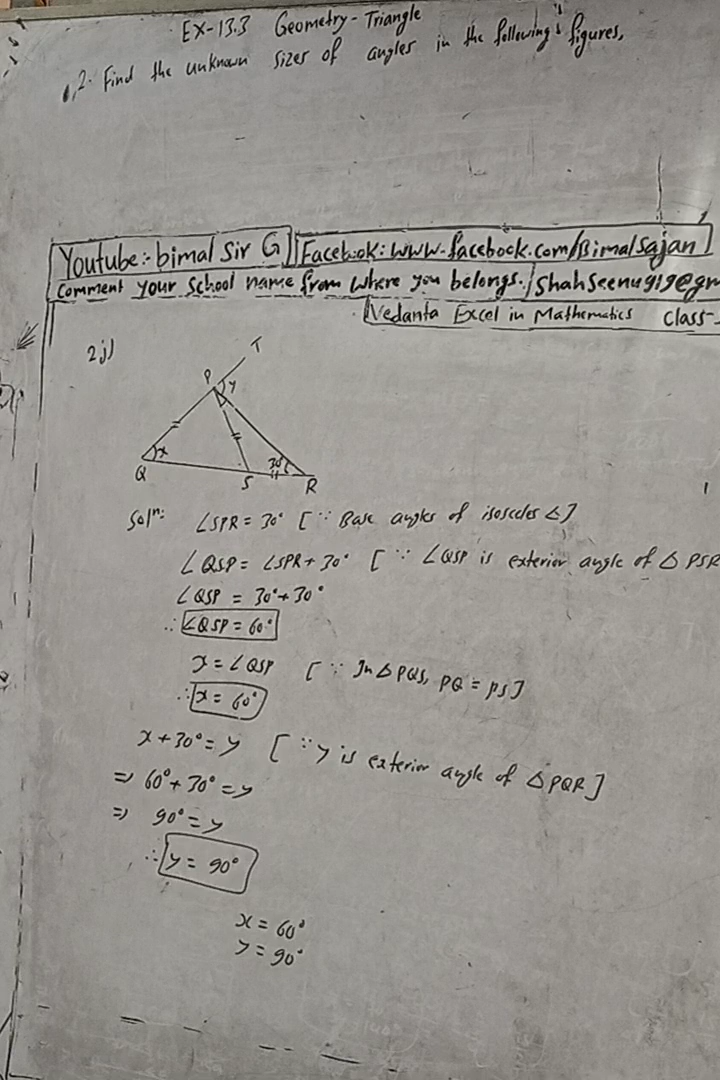 EX-13.3 Geometry - Triangle
2. Find the unknown sizes of angles in the following figures,
Youtube:- bimal Sir G
Facebook: www.facebook.com/Bimalsajan
Comment your school name from where you belongs. / Shahseenu919@gm
Vedanta Excel in Mathematics Class-
2j)
T
P
y
x
30°
Q
S
R
Solⁿ: ∠SPR = 30° [∵ Base angles of isosceles Δ]
∠QSP = ∠SPR + 30° [∵ ∠QSP is exterior angle of Δ PSR
∠QSP = 30° + 30°
∴ ∠QSP = 60°
x = ∠QSP [∵ In Δ PQS, PQ = PS]
∴ x = 60°
x + 30° = y [∵ y is exterior angle of Δ PQR]
⇒ 60° + 30° = y
⇒ 90° = y
∴ y = 90°
x = 60°
y = 90°